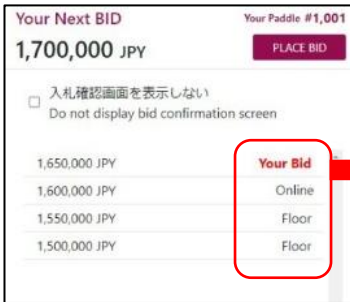 Your Next BID
Your Paddle #1,001
1,700,000 JPY
PLACE BID
入札確認画面を表示しない
Do not display bid confirmation screen
1,650,000 JPY Your Bid
1,600,000 JPY Online
1,550,000 JPY Floor
1,500,000 JPY Floor